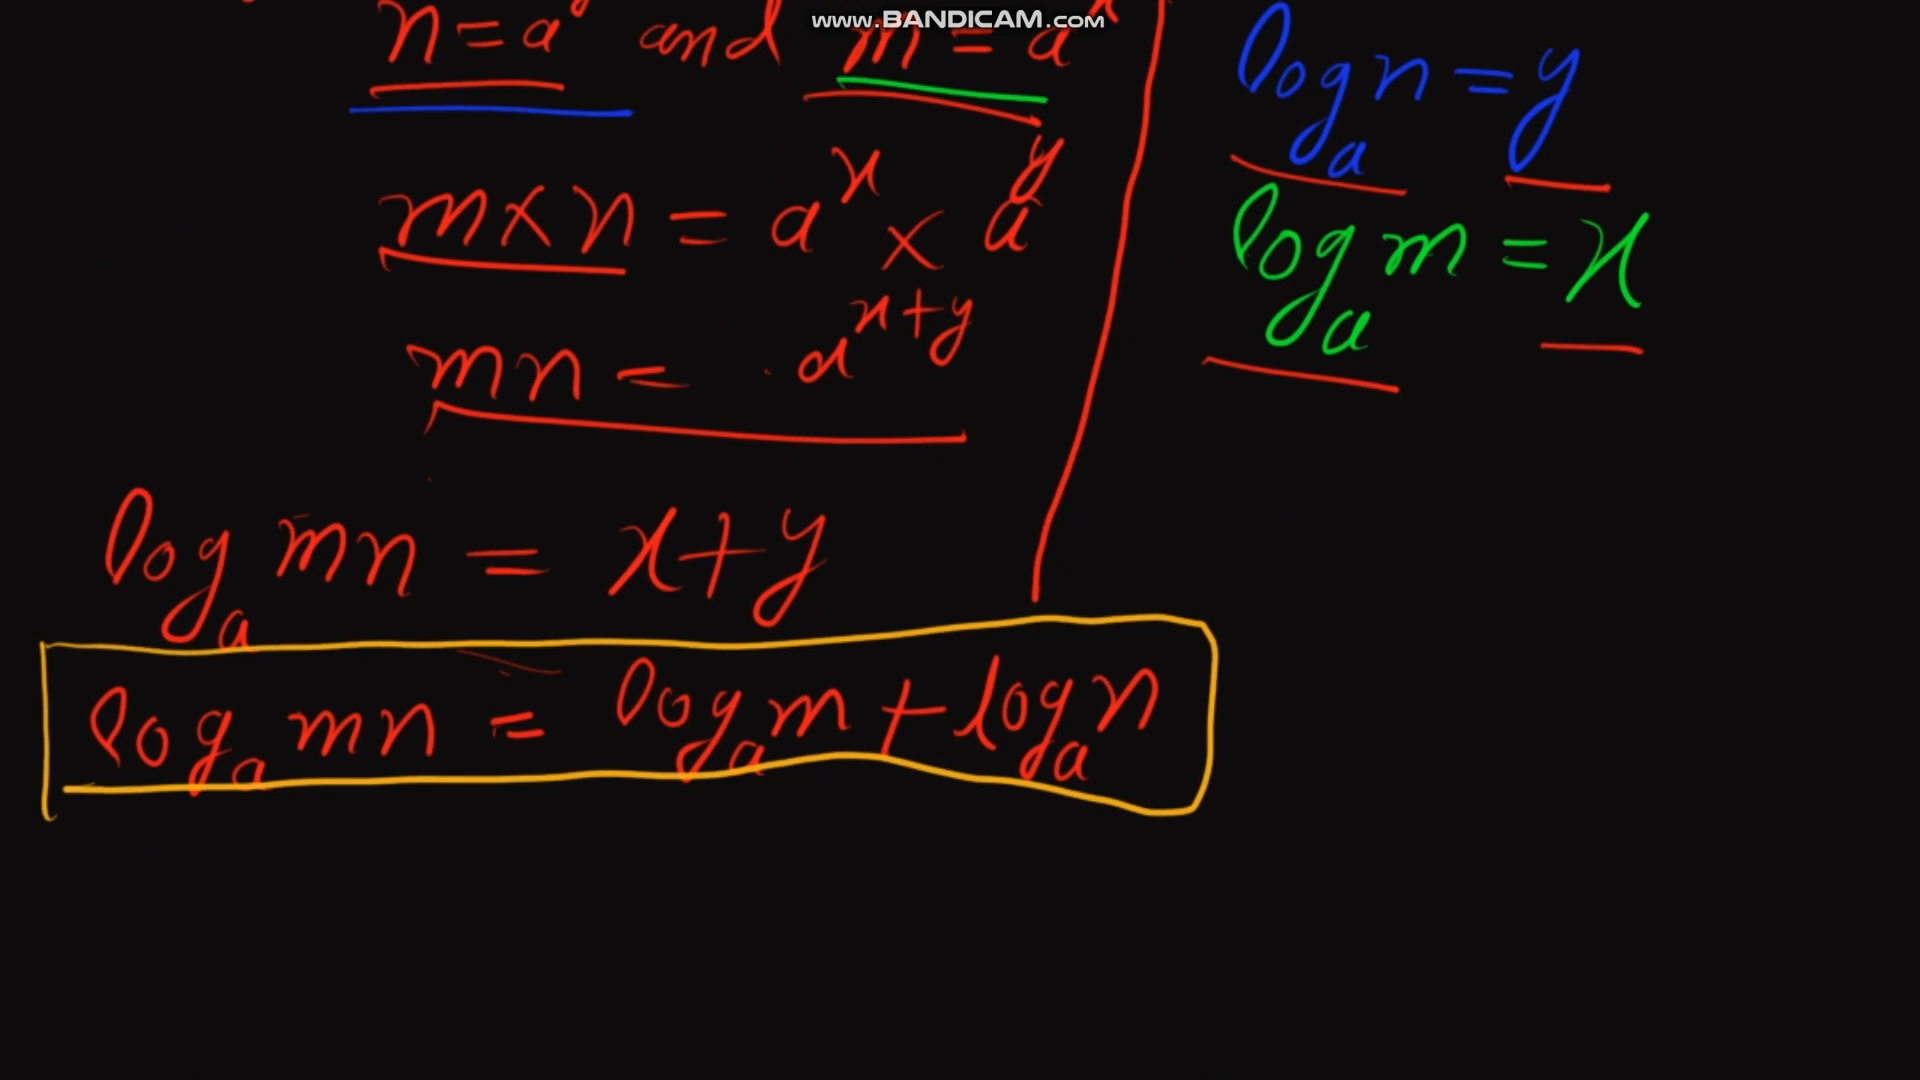 www.BANDICAM.com
n = a^y and m = a^x
m × n = a^x × a^y
mn = a^{x+y}
log_a mn = x+y
log_a mn = log_a m + log_a n
log_a n = y
log_a m = x